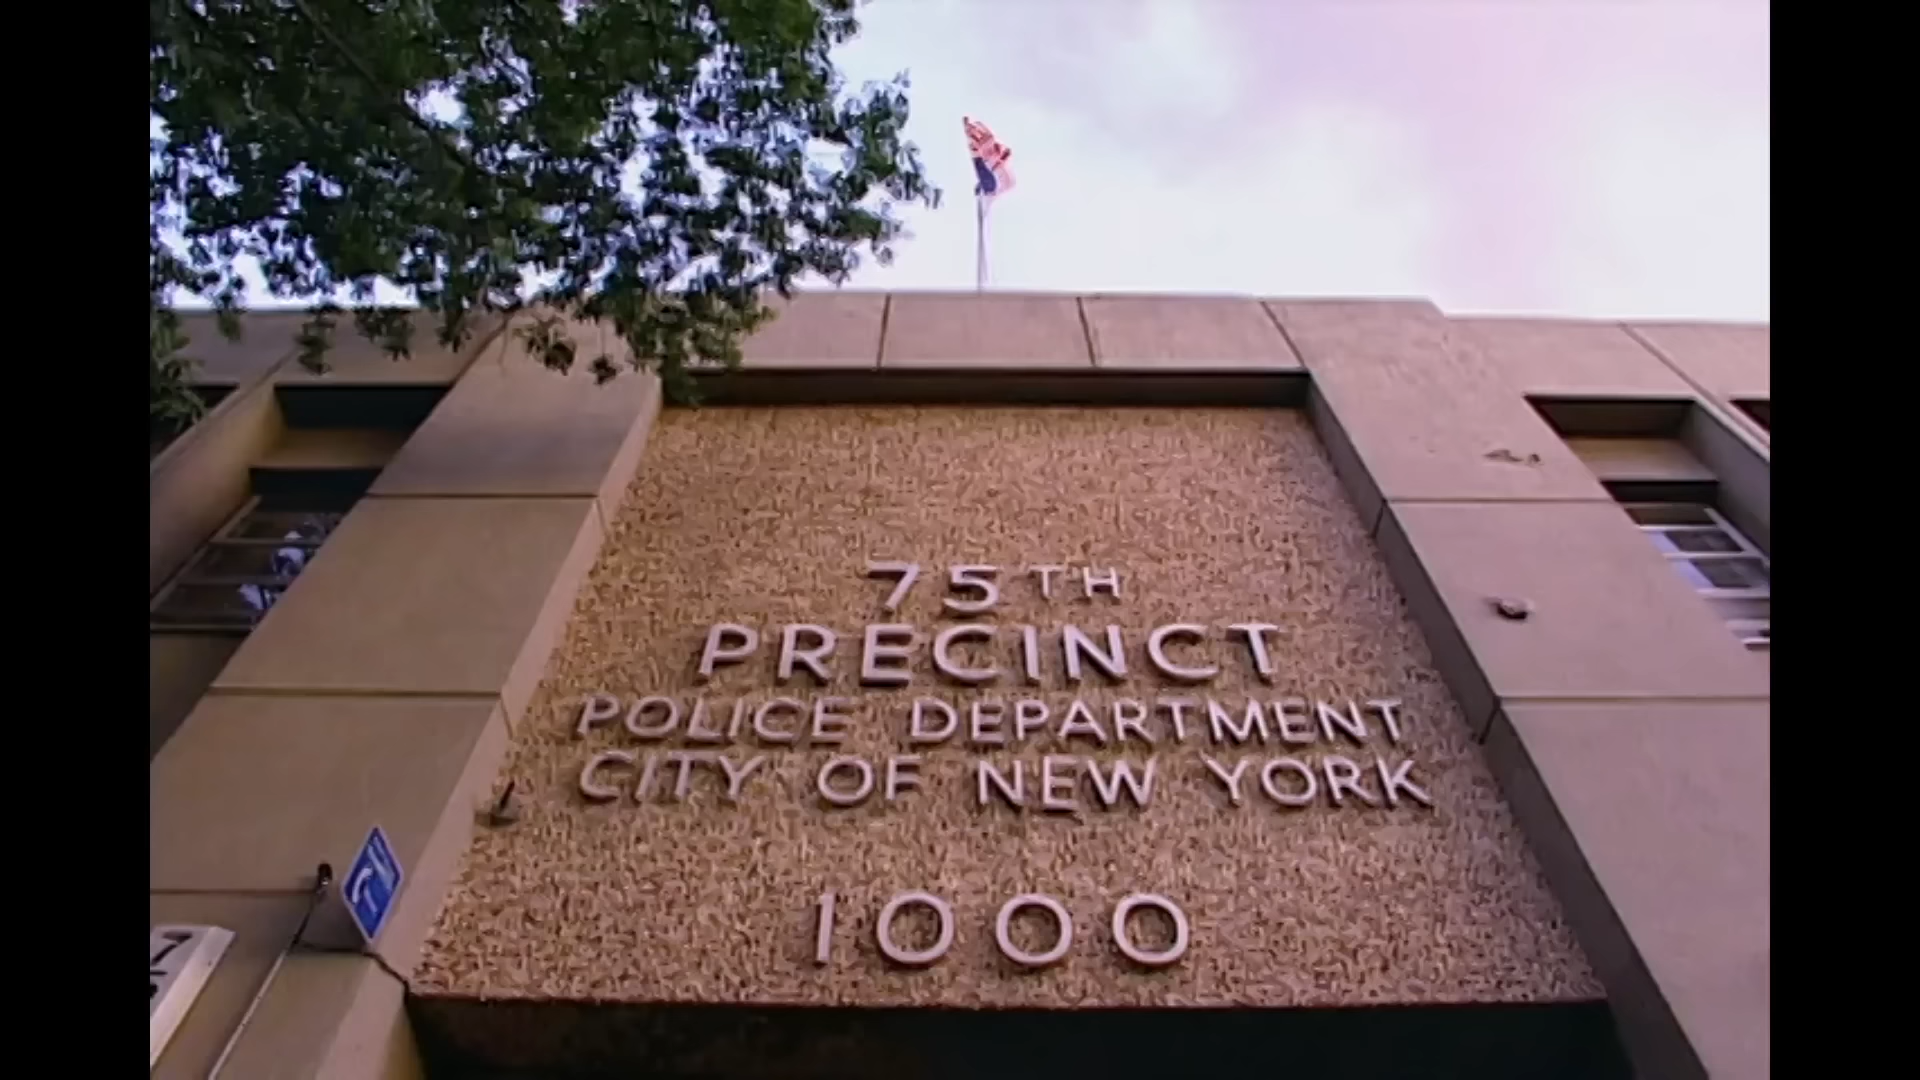 75TH
PRECINCT
POLICE DEPARTMENT
CITY OF NEW YORK
1000